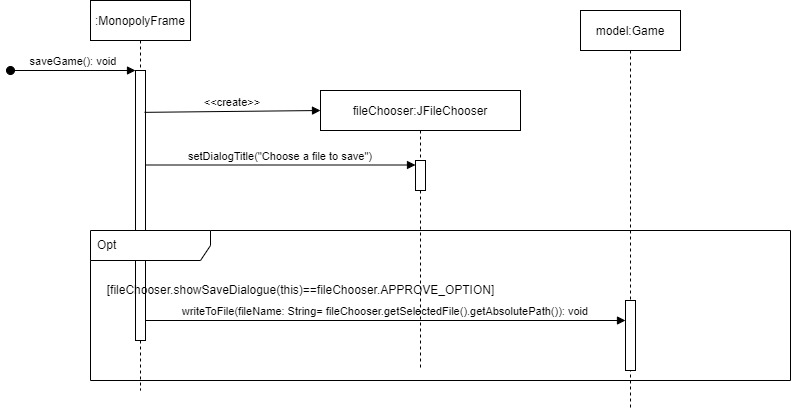 :MonopolyFrame
model:Game
saveGame(): void
<<create>>
fileChooser:JFileChooser
setDialogTitle("Choose a file to save")
Opt
[fileChooser.showSaveDialogue(this)==fileChooser.APPROVE_OPTION]
writeToFile(fileName: String= fileChooser.getSelectedFile().getAbsolutePath()): void